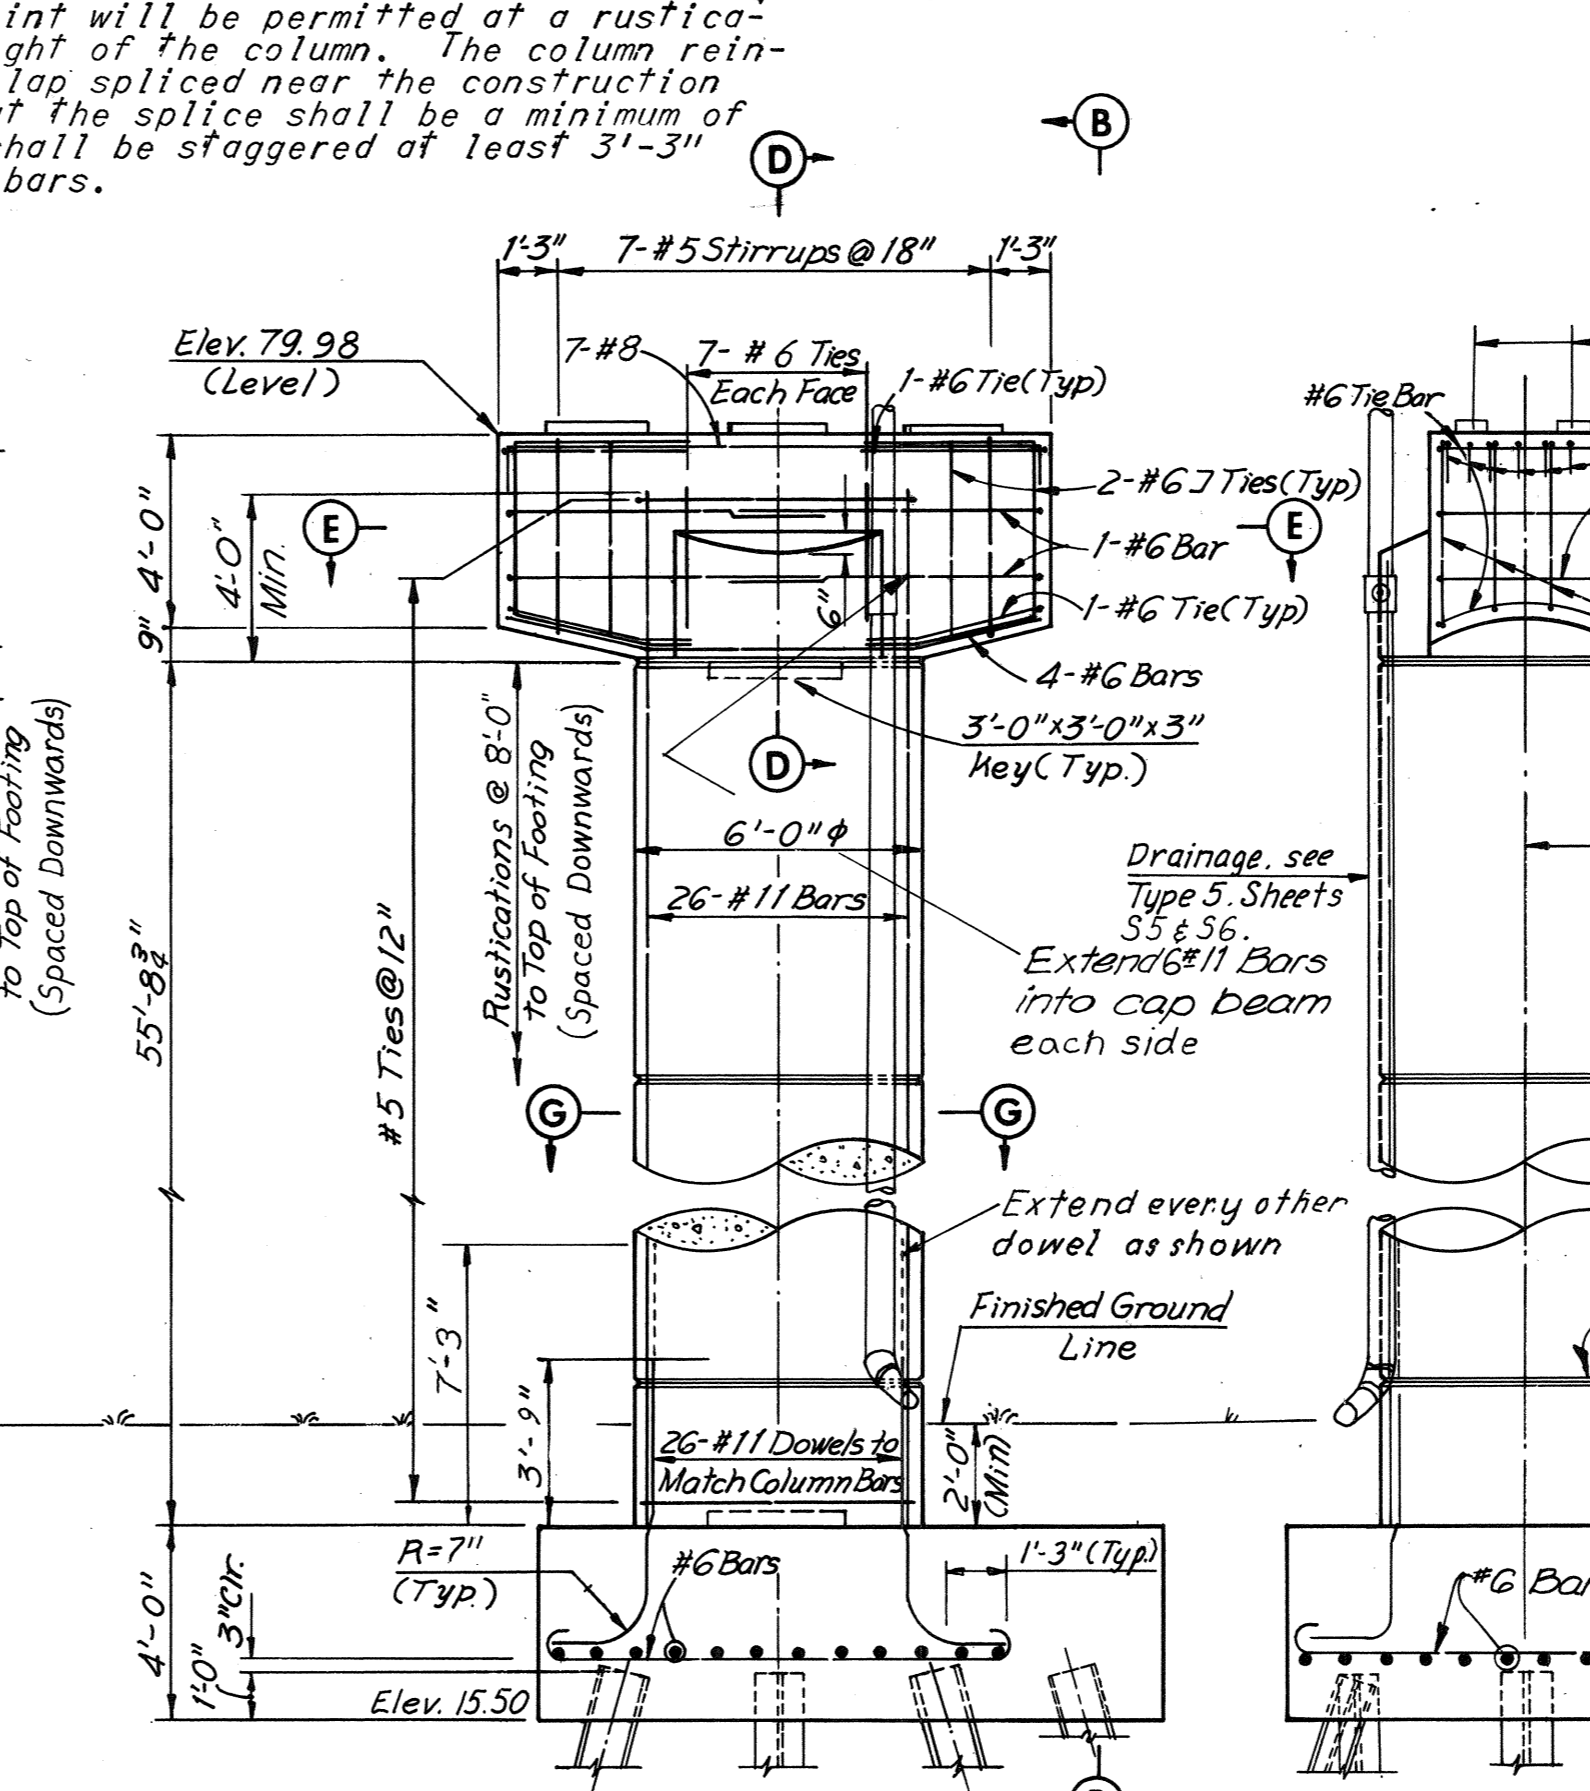 int will be permitted at a rustica-
ght of the column. The column rein-
lap spliced near the construction
at the splice shall be a minimum of
hall be staggered at least 3'-3"
bars.
B
D
1'-3"
7-#5 Stirrups @ 18"
1'-3"
Elev. 79.98
(Level)
7-#8
7- #6 Ties
Each Face
1-#6 Tie (Typ)
#6 Tie Bar
2-#6 J Ties (Typ)
E
E
1-#6 Bar
1-#6 Tie (Typ)
4'-0"
9"
4'-0"
Min.
6"
4-#6 Bars
3'-0"x3'-0"x3"
Key (Typ.)
D
to Top of Footing
(Spaced Downwards)
Rustications @ 8'-0"
to Top of Footing
(Spaced Downwards)
6'-0" φ
26-#11 Bars
Drainage. see
Type 5. Sheets
S5 & S6.
Extend 6#11 Bars
into cap beam
each side
55'-8¾"
#5 Ties @ 12"
G
G
Extend every other
dowel as shown
Finished Ground
Line
7'-3"
3'-9"
26-#11 Dowels to
Match Column Bars
2'-0"
(Min)
R=7"
(Typ.)
#6 Bars
1'-3" (Typ.)
#6 Bar
4'-0"
3" Clr.
1'-0"
Elev. 15.50